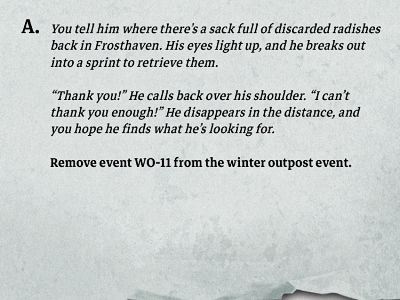 A. You tell him where there's a sack full of discarded radishes
back in Frosthaven. His eyes light up, and he breaks out
into a sprint to retrieve them.
“Thank you!” He calls back over his shoulder. “I can't
thank you enough!” He disappears in the distance, and
you hope he finds what he's looking for.
Remove event WO-11 from the winter outpost event.